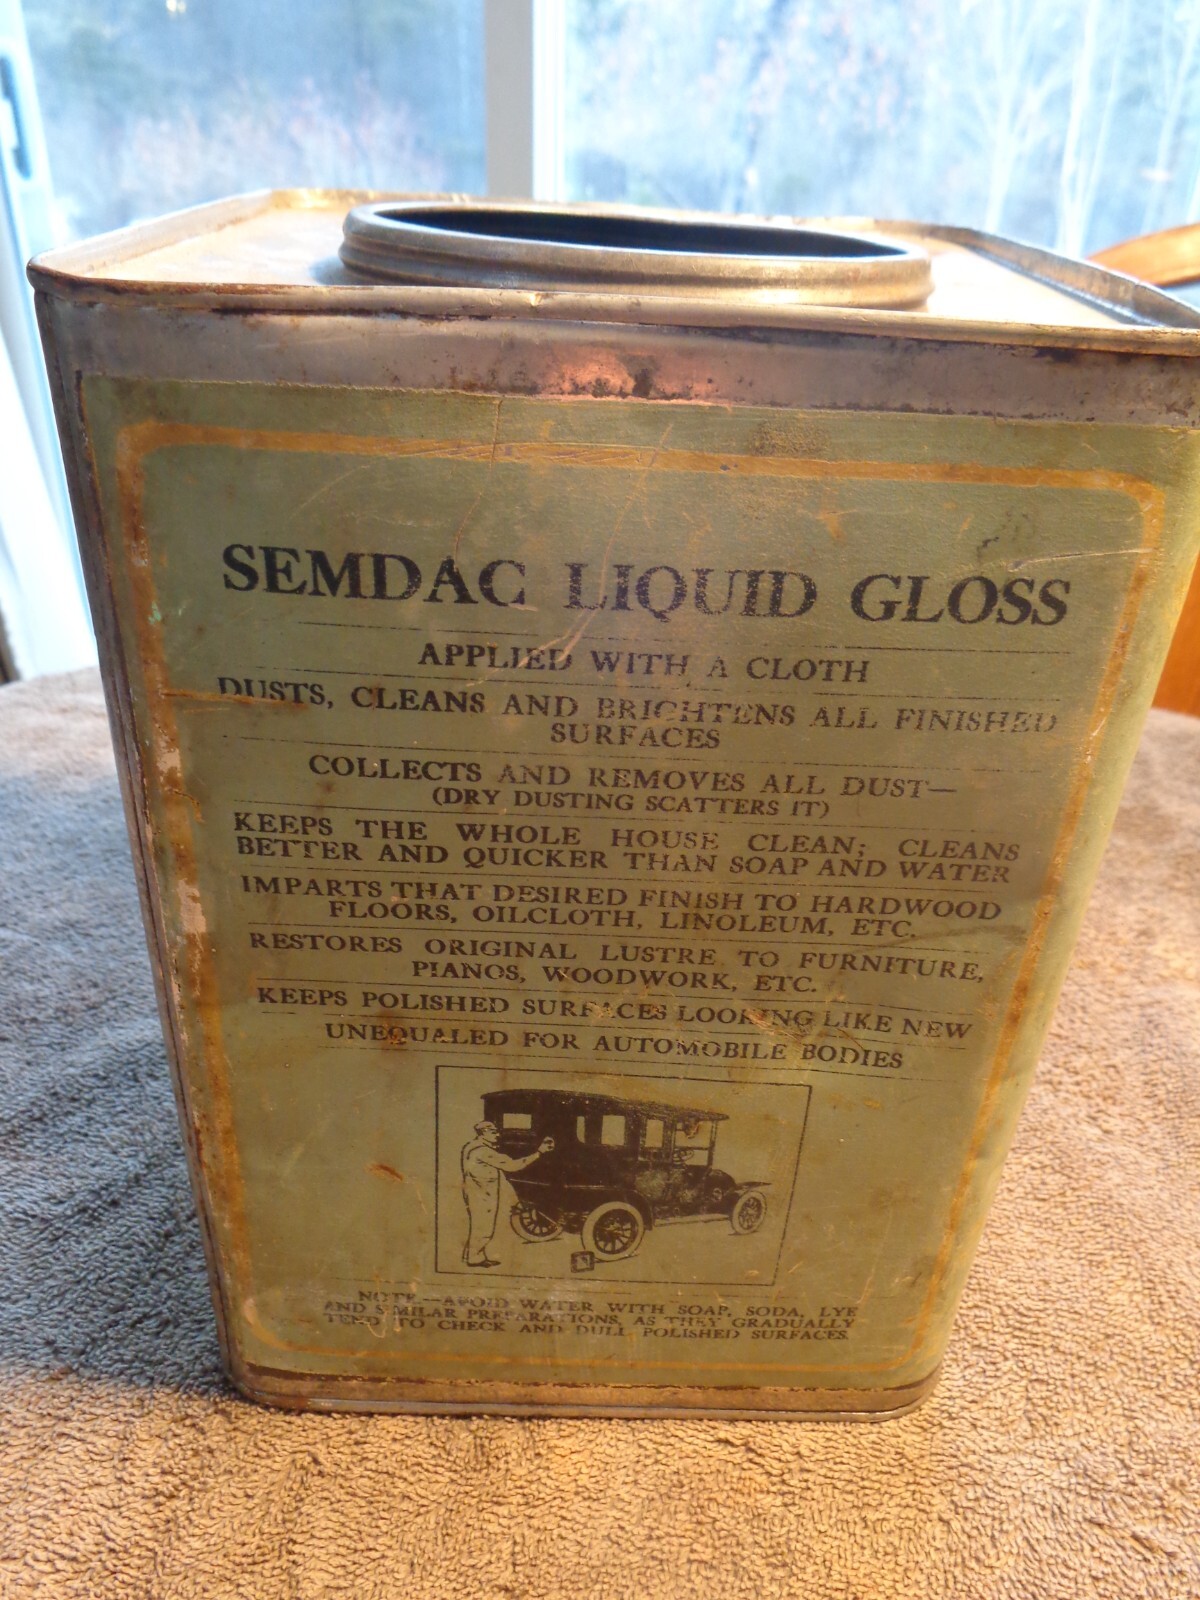 SEMDAC LIQUID GLOSS
APPLIED WITH A CLOTH
DUSTS, CLEANS AND BRIGHTENS ALL FINISHED
SURFACES
COLLECTS AND REMOVES ALL DUST—
(DRY DUSTING SCATTERS IT)
KEEPS THE WHOLE HOUSE CLEAN; CLEANS
BETTER AND QUICKER THAN SOAP AND WATER
IMPARTS THAT DESIRED FINISH TO HARDWOOD
FLOORS, OILCLOTH, LINOLEUM, ETC.
RESTORES ORIGINAL LUSTRE TO FURNITURE,
PIANOS, WOODWORK, ETC.
KEEPS POLISHED SURFACES LOOKING LIKE NEW
UNEQUALED FOR AUTOMOBILE BODIES
NOTE.—AVOID WATER WITH SOAP, SODA, LYE
AND SIMILAR PREPARATIONS, AS THEY GRADUALLY
TEND TO CHECK AND DULL POLISHED SURFACES.